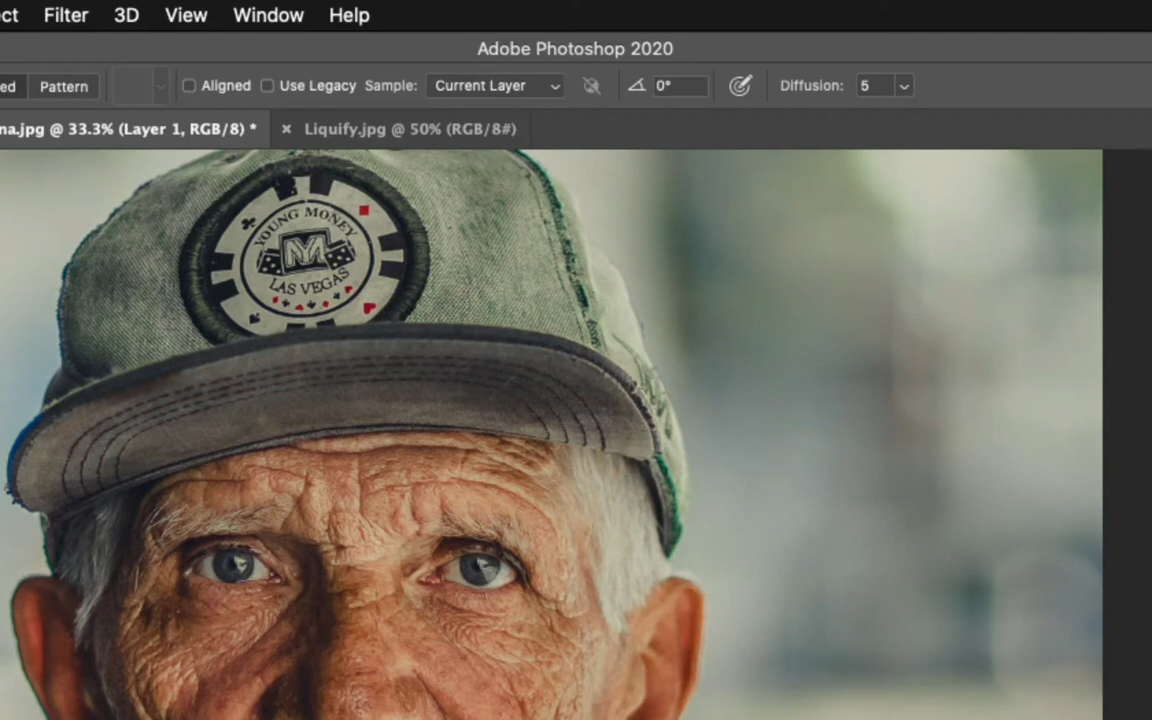 ct Filter 3D View Window Help
Adobe Photoshop 2020
ed Pattern Aligned Use Legacy Sample: Current Layer 0° Diffusion: 5
na.jpg @ 33.3% (Layer 1, RGB/8) * × Liquify.jpg @ 50% (RGB/8#)
YOUNG MONEY
YM
LAS VEGAS